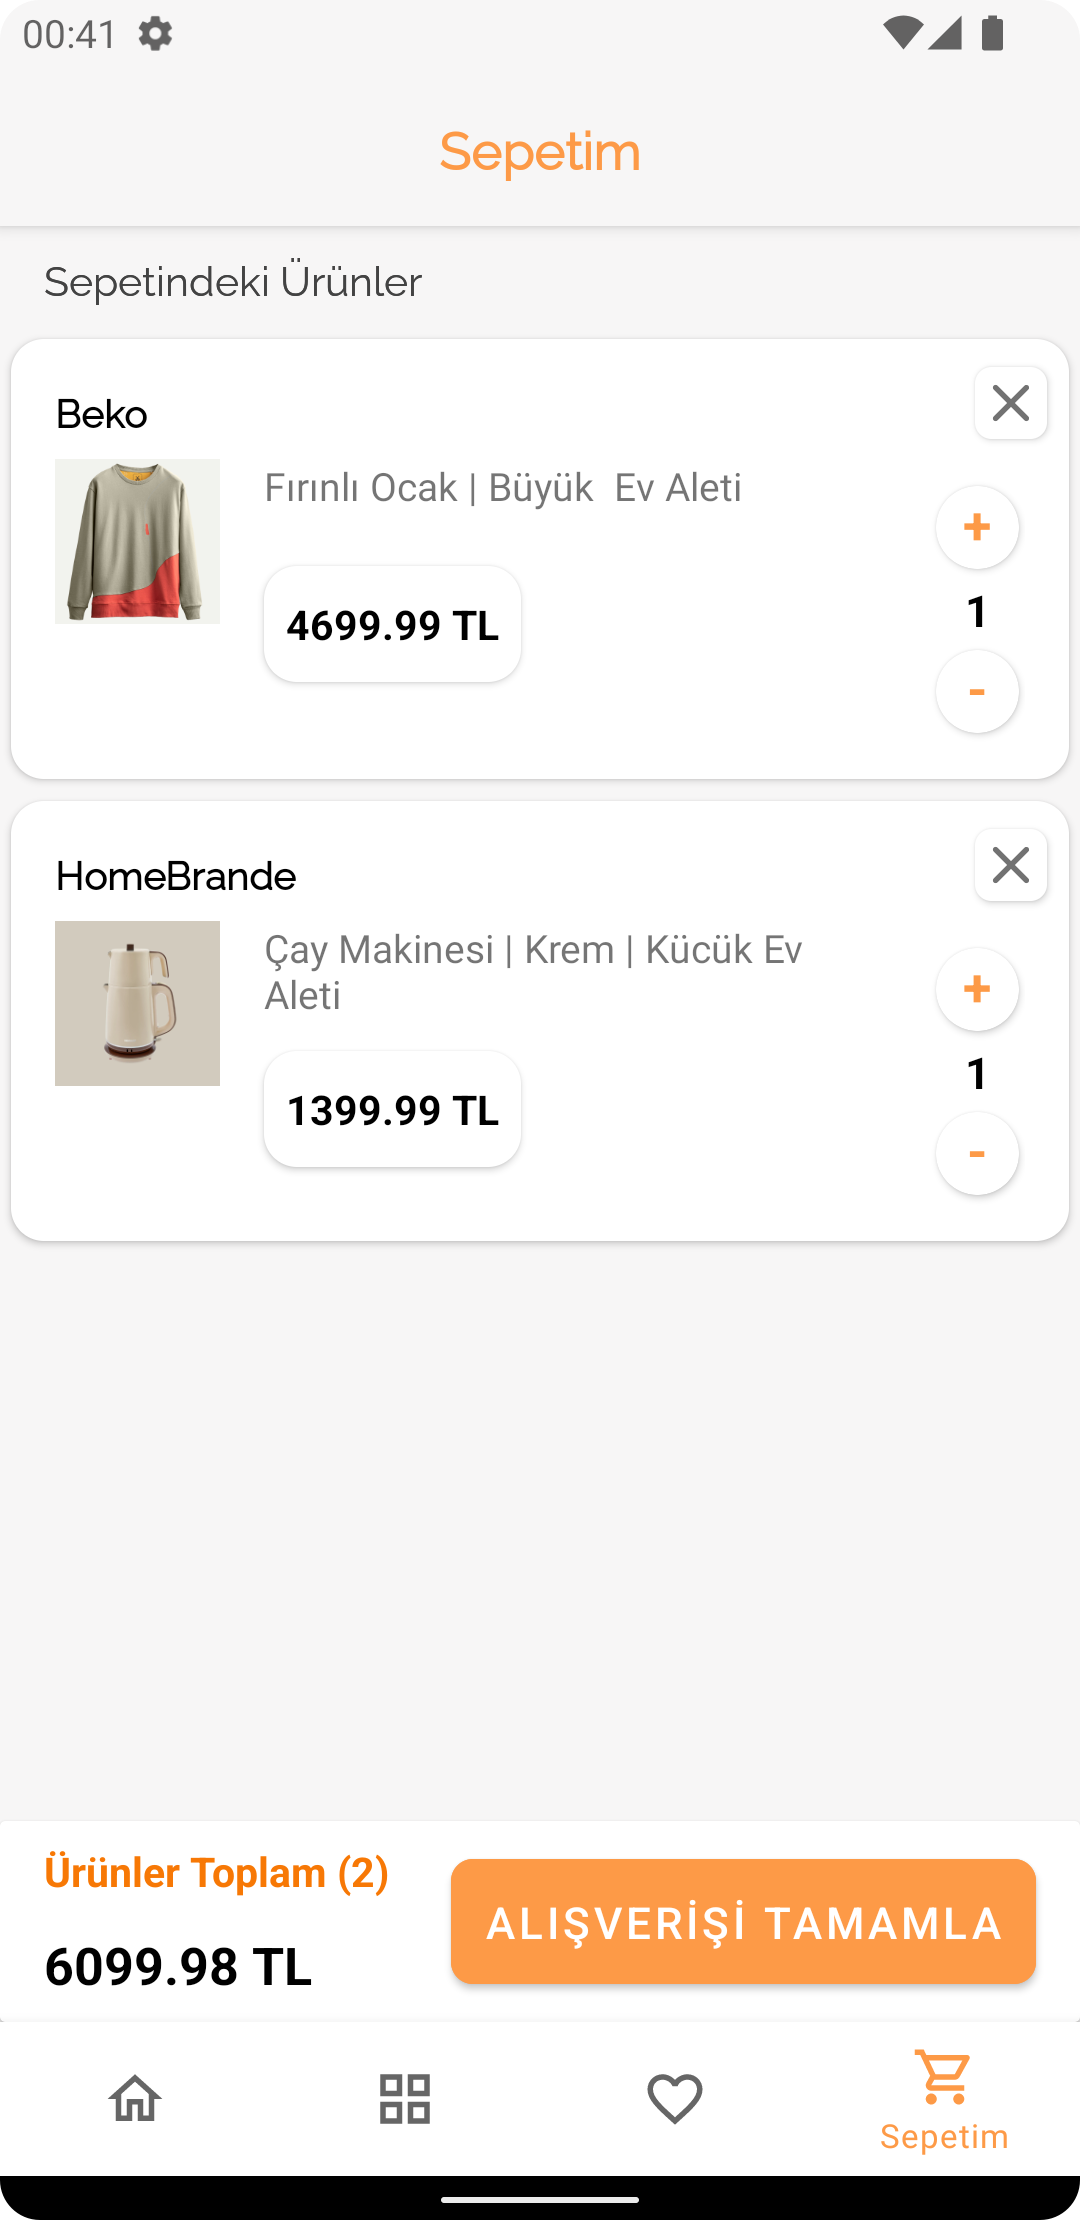 00:41
Sepetim
Sepetindeki Ürünler
Beko
Fırınlı Ocak | Büyük  Ev Aleti
+
4699.99 TL
1
-
HomeBrande
Çay Makinesi | Krem | Kücük Ev
Aleti
+
1
1399.99 TL
-
Ürünler Toplam (2)
ALIŞVERİŞİ TAMAMLA
6099.98 TL
Sepetim